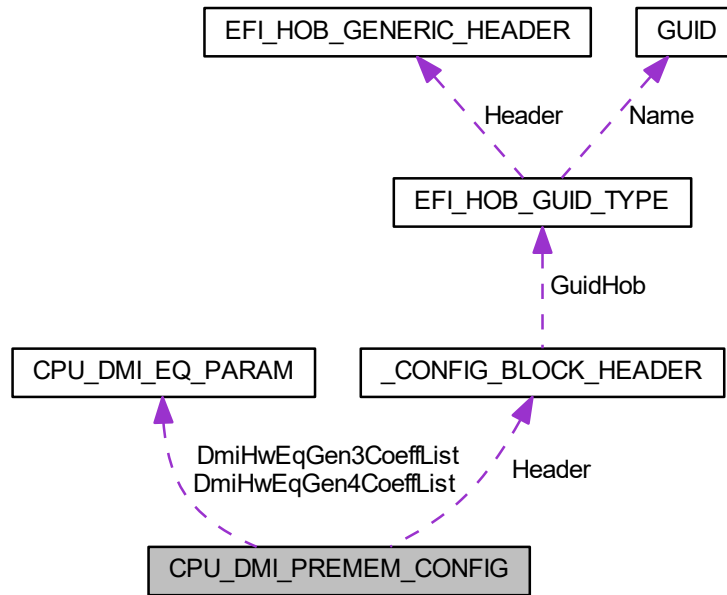 EFI_HOB_GENERIC_HEADER
GUID
Header
Name
EFI_HOB_GUID_TYPE
GuidHob
CPU_DMI_EQ_PARAM
_CONFIG_BLOCK_HEADER
DmiHwEqGen3CoeffList
DmiHwEqGen4CoeffList
Header
CPU_DMI_PREMEM_CONFIG